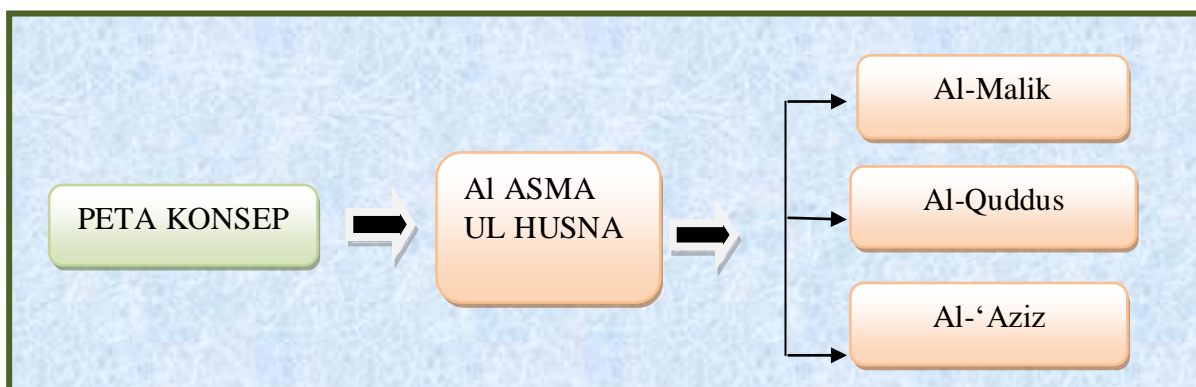 PETA KONSEP
Al ASMA
UL HUSNA
Al-Malik
Al-Quddus
Al-‘Aziz